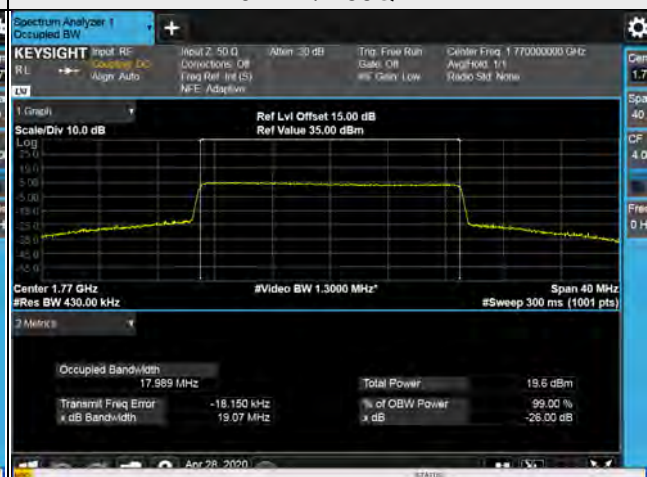 Spectrum Analyzer 1
Occupied BW
KEYSIGHT Input: RF Input Z: 50 Ω Atten: 30 dB Trig: Free Run Center Freq: 1.770000000 GHz
RL Coupling: DC Corrections: Off Gate: Off Avg|Hold: 1/1
Align: Auto Freq Ref: Int (S) #IF Gain: Low Radio Std: None
NFE: Adaptive
LXI
1 Graph
Ref Lvl Offset 15.00 dB
Scale/Div 10.0 dB Ref Value 35.00 dBm
Log
25.0
15.0
5.00
-5.00
-15.0
-25.0
-35.0
-45.0
-55.0
Center 1.77 GHz #Video BW 1.3000 MHz* Span 40 MHz
#Res BW 430.00 kHz #Sweep 300 ms (1001 pts)
2 Metrics
Occupied Bandwidth
17.989 MHz Total Power 19.6 dBm
Transmit Freq Error -18.150 kHz % of OBW Power 99.00 %
x dB Bandwidth 19.07 MHz x dB -26.00 dB
Apr 28, 2020
STATUS